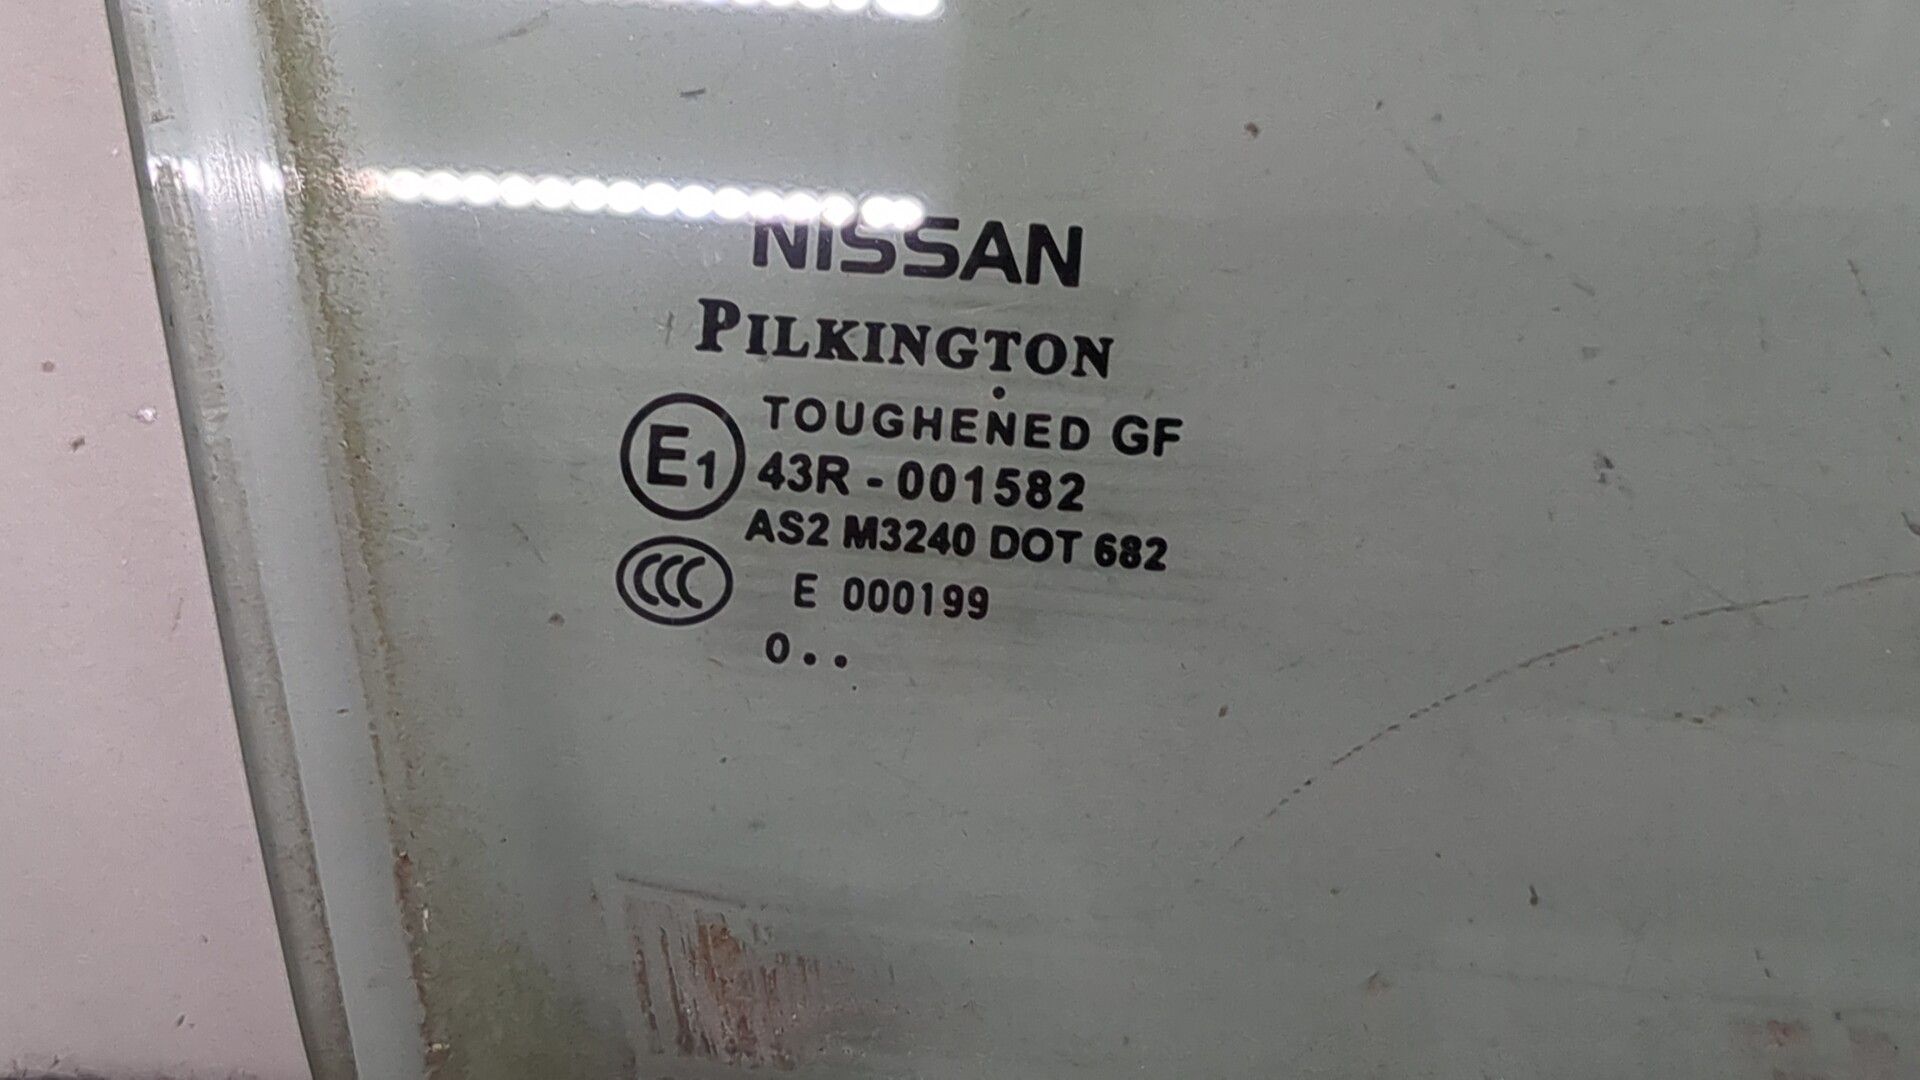 NISSAN
PILKINGTON
TOUGHENED GF
E1 43R - 001582
AS2 M3240 DOT 682
CCC E 000199
0..